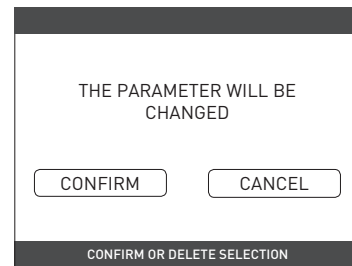 THE PARAMETER WILL BE
CHANGED
CONFIRM
CANCEL
CONFIRM OR DELETE SELECTION